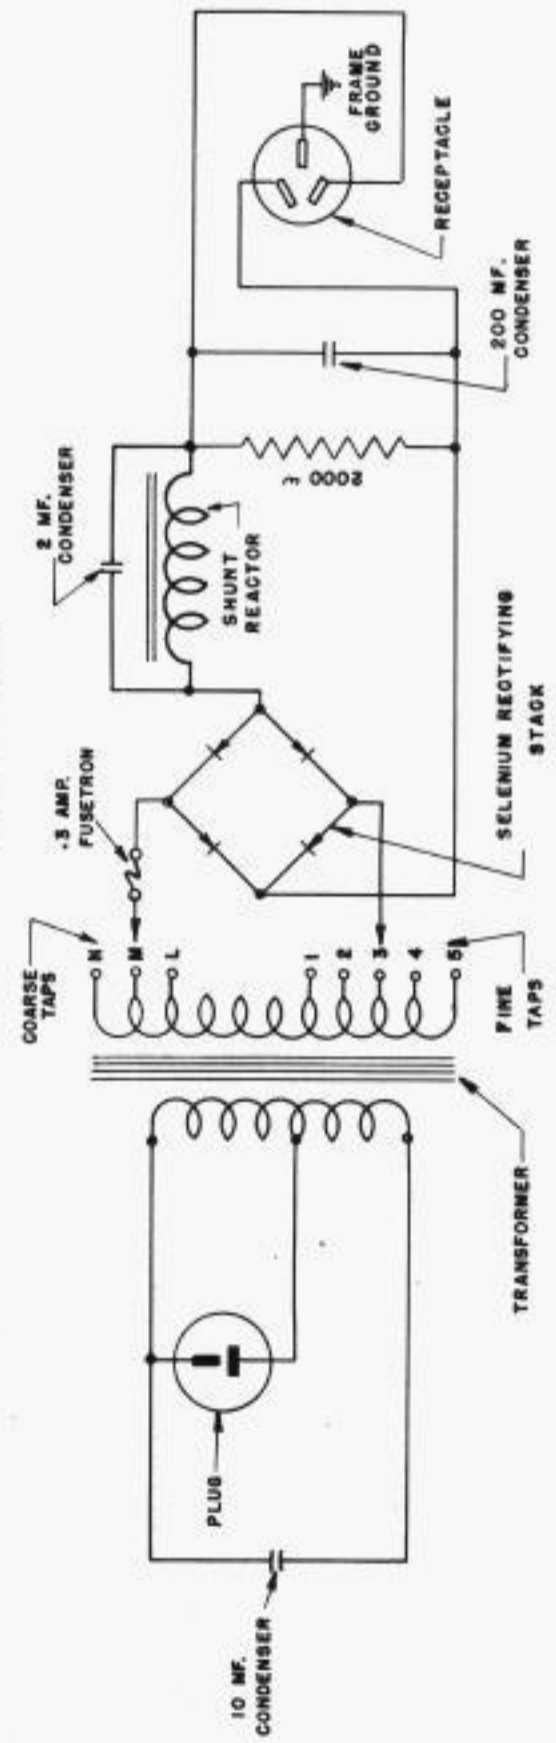 10 MF.
CONDENSER
PLUG
TRANSFORMER
COARSE
TAPS
N
M
L
1
2
3
4
5
FINE
TAPS
.3 AMP.
FUSETRON
SELENIUM RECTIFYING
STACK
2 MF.
CONDENSER
SHUNT
REACTOR
2000 ω
200 MF.
CONDENSER
RECEPTACLE
FRAME
GROUND